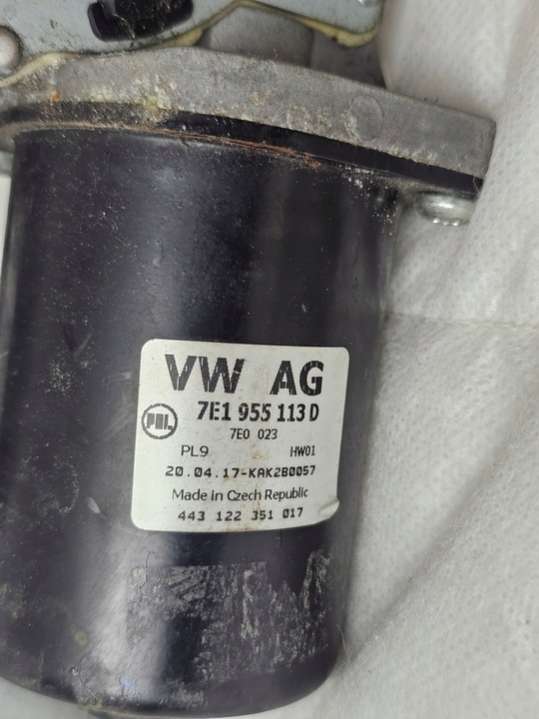 VW AG
7E1 955 113 D
PAL
7E0 023
PL9 HW01
20.04.17-KAK2B0057
Made in Czech Republic
443 122 351 017